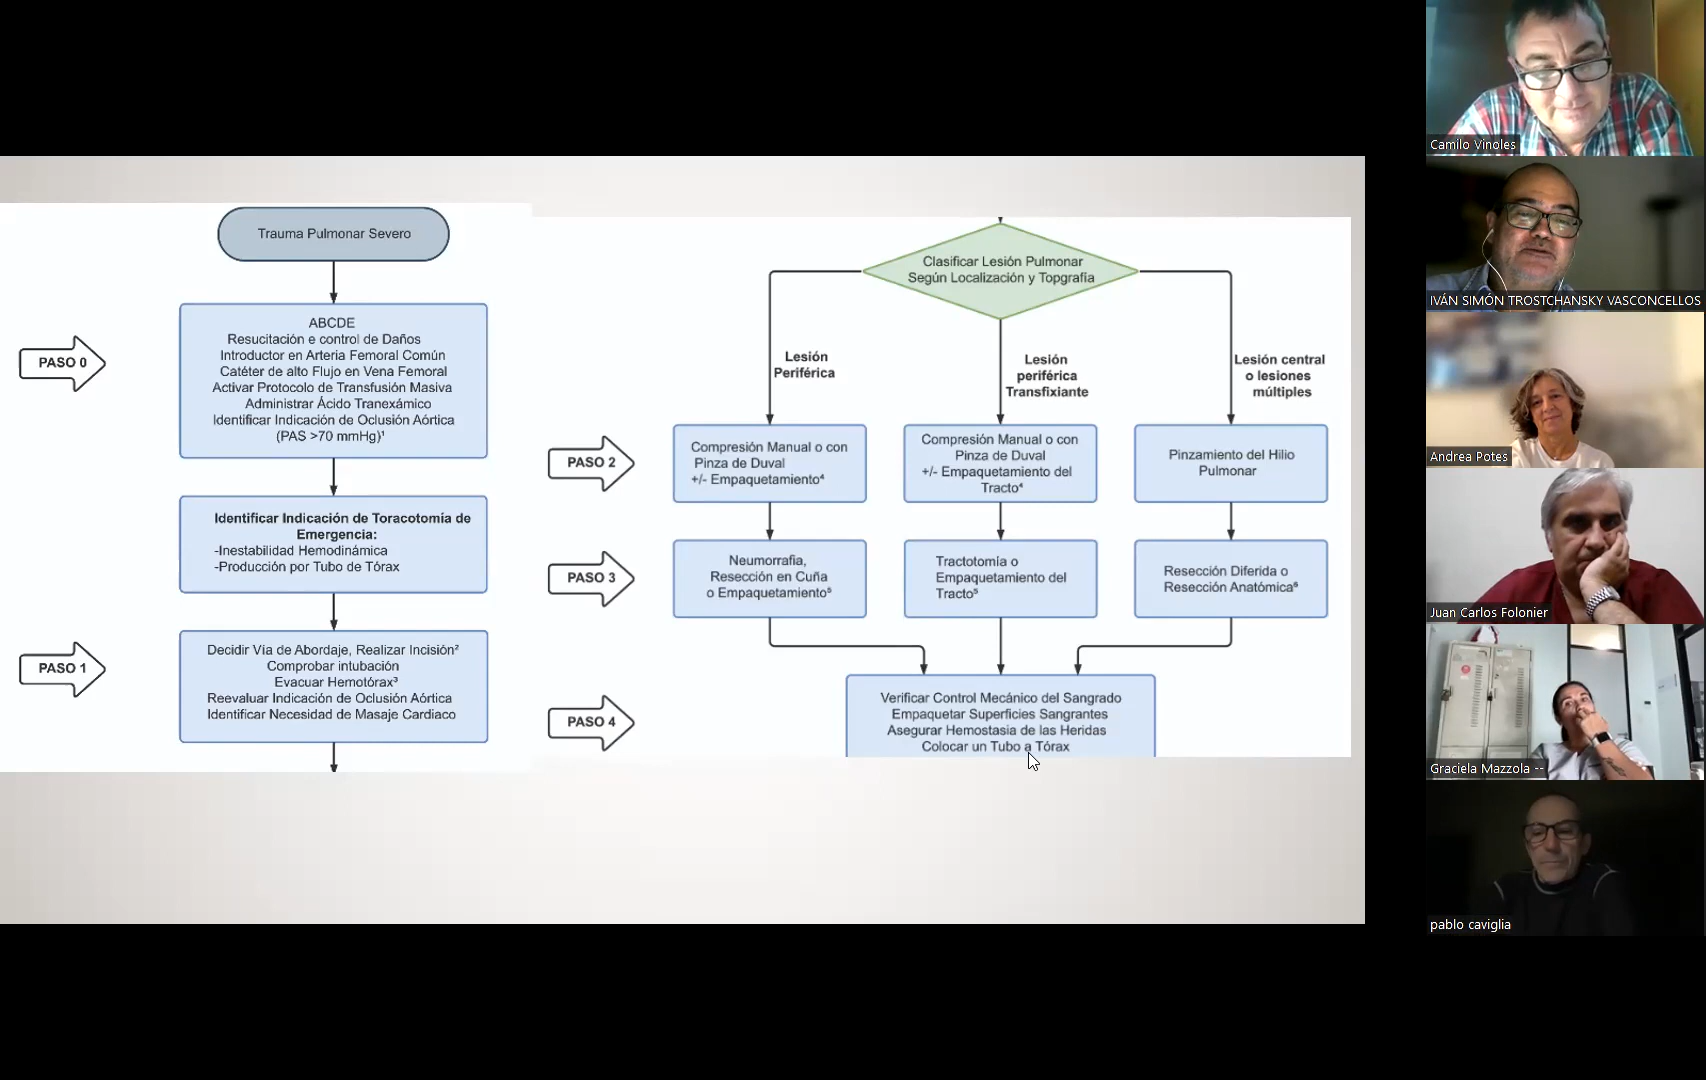 Trauma Pulmonar Severo
PASO 0
ABCDE
Resucitación e control de Daños
Introductor en Arteria Femoral Común
Catéter de alto Flujo en Vena Femoral
Activar Protocolo de Transfusión Masiva
Administrar Ácido Tranexámico
Identificar Indicación de Oclusión Aórtica
(PAS >70 mmHg)¹
Identificar Indicación de Toracotomía de
Emergencia:
-Inestabilidad Hemodinámica
-Producción por Tubo de Tórax
PASO 1
Decidir Vía de Abordaje, Realizar Incisión²
Comprobar intubación
Evacuar Hemotórax³
Reevaluar Indicación de Oclusión Aórtica
Identificar Necesidad de Masaje Cardiaco
Clasificar Lesión Pulmonar
Según Localización y Topgrafía
Lesión
Periférica
Lesión
periférica
Transfixiante
Lesión central
o lesiones
múltiples
PASO 2
Compresión Manual o con
Pinza de Duval
+/- Empaquetamiento⁴
Compresión Manual o con
Pinza de Duval
+/- Empaquetamiento del
Tracto⁴
Pinzamiento del Hilio
Pulmonar
PASO 3
Neumorrafia,
Resección en Cuña
o Empaquetamiento⁵
Tractotomía o
Empaquetamiento del
Tracto⁵
Resección Diferida o
Resección Anatómica⁶
PASO 4
Verificar Control Mecánico del Sangrado
Empaquetar Superficies Sangrantes
Asegurar Hemostasia de las Heridas
Colocar un Tubo a Tórax
Camilo Vinoles
IVÁN SIMÓN TROSTCHANSKY VASCONCELLOS
Andrea Potes
Juan Carlos Folonier
Graciela Mazzola --
pablo caviglia